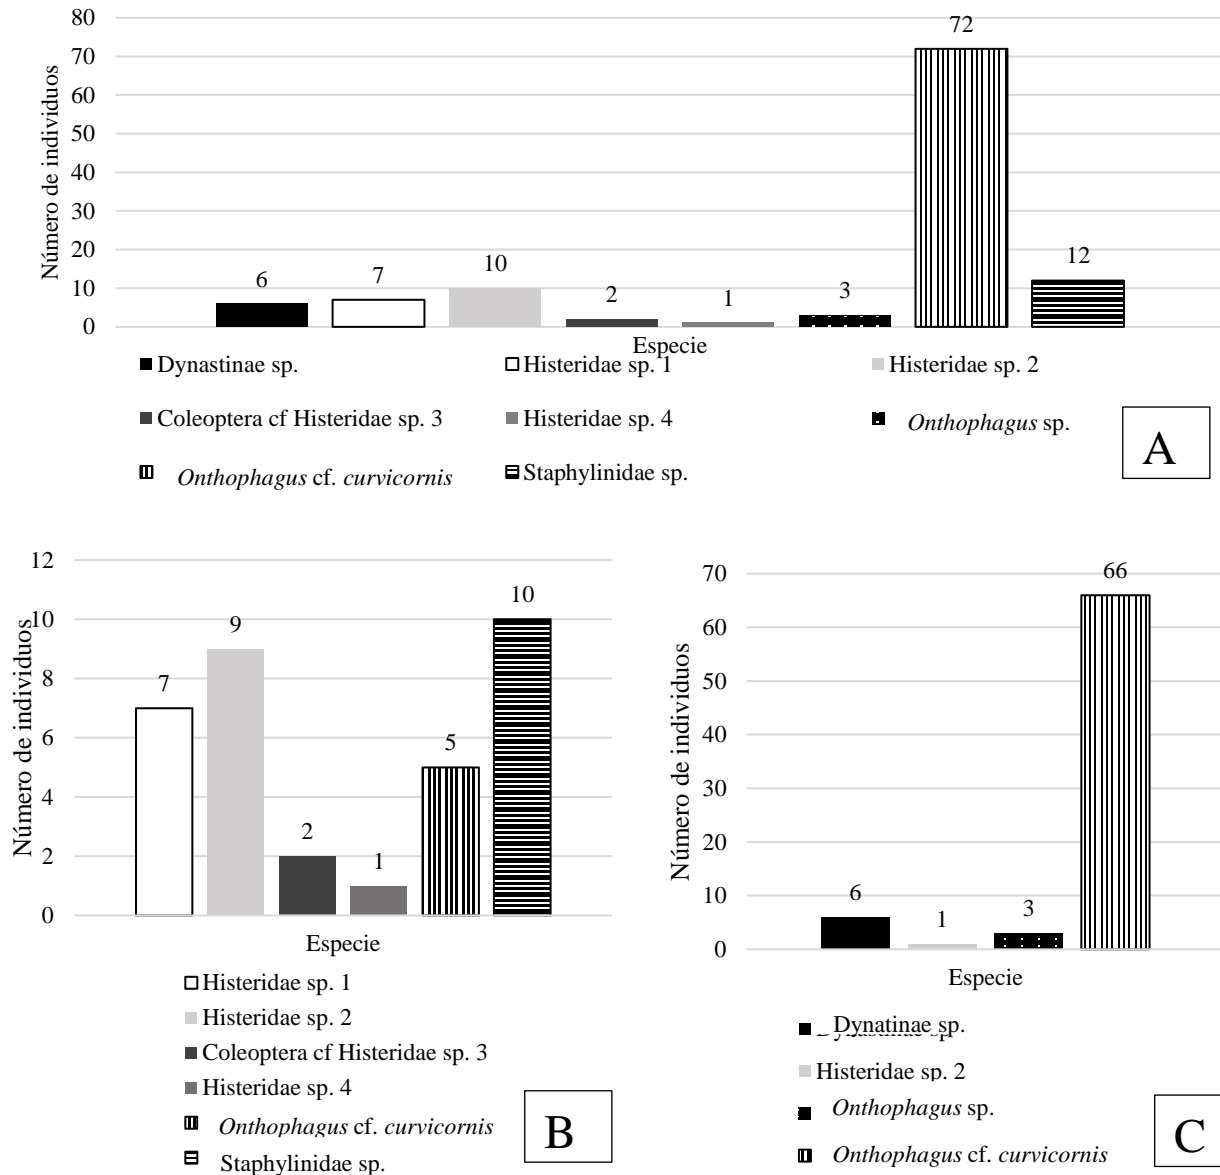 80
70
60
50
40
30
20
10
0
Número de individuos
6
7
10
2
1
3
72
12
Especie
Dynastinae sp.
Histeridae sp. 1
Histeridae sp. 2
Coleoptera cf Histeridae sp. 3
Histeridae sp. 4
Onthophagus sp.
Onthophagus cf. curvicornis
Staphylinidae sp.
A
12
10
8
6
4
2
0
Número de individuos
7
9
2
1
5
10
Especie
Histeridae sp. 1
Histeridae sp. 2
Coleoptera cf Histeridae sp. 3
Histeridae sp. 4
Onthophagus cf. curvicornis
Staphylinidae sp.
B
70
60
50
40
30
20
10
0
Número de individuos
6
1
3
66
Especie
Dynatinae sp.
Histeridae sp. 2
Onthophagus sp.
Onthophagus cf. curvicornis
C